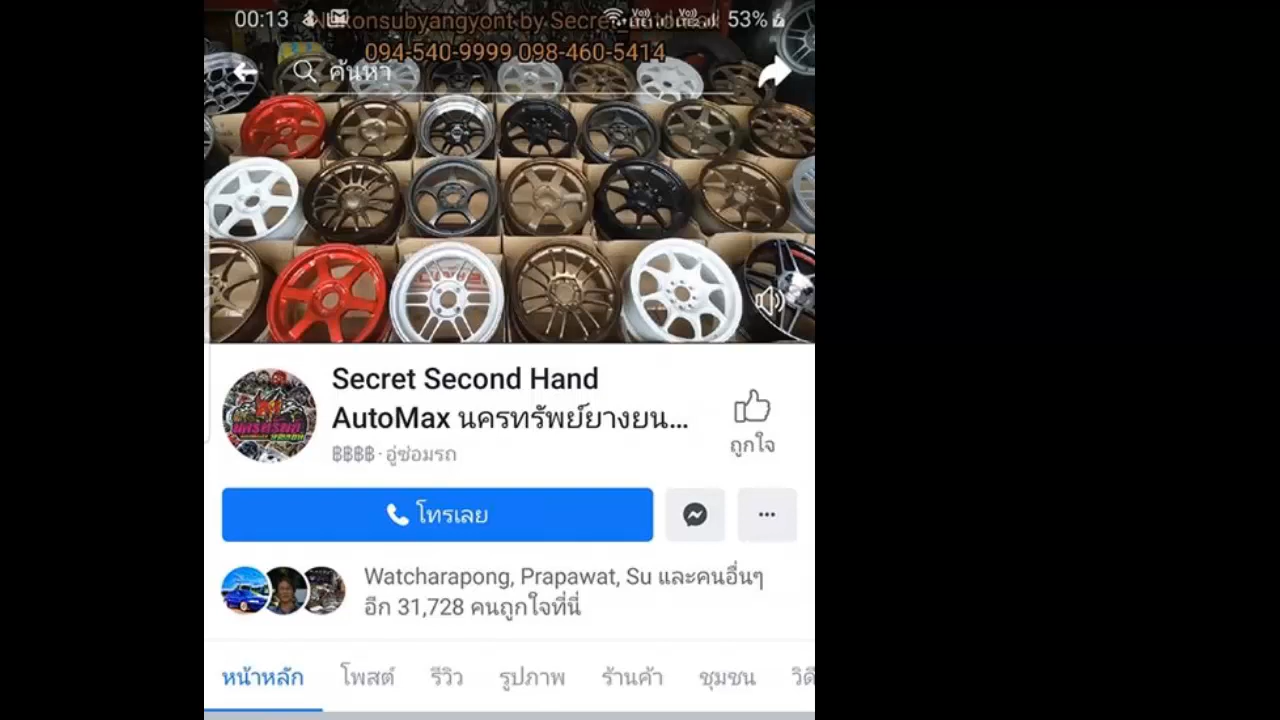 00:13
53%
094-540-9999 098-460-5414
ค้นหา
Secret Second Hand
AutoMax นครทรัพย์ยางยน...
฿฿฿฿ · อู่ซ่อมรถ
ถูกใจ
โทรเลย
Watcharapong, Prapawat, Su และคนอื่นๆ
อีก 31,728 คนถูกใจที่นี่
หน้าหลัก โพสต์ รีวิว รูปภาพ ร้านค้า ชุมชน วิดี